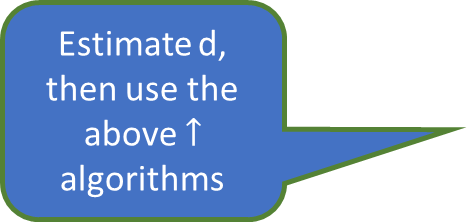 Estimate d,
then use the
above ↑
algorithms